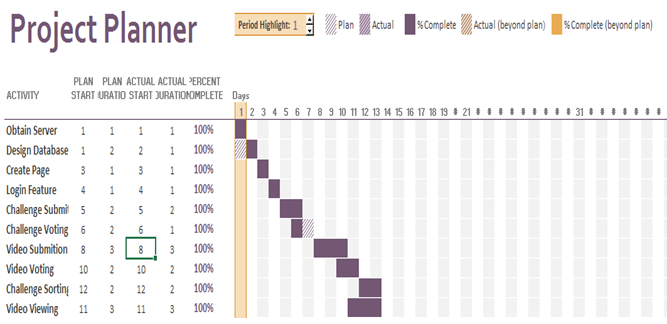 Project Planner
Period Highlight: 1 Plan Actual % Complete Actual (beyond plan) % Complete (beyond plan)
PLAN PLAN ACTUAL ACTUAL PERCENT
ACTIVITY START DURATIO START DURATION COMPLETE Days
1 2 3 4 5 6 7 8 9 10 11 12 13 14 15 16 17 18 19 # 21 # # # # # # # # # 31 # # # # # # #
Obtain Server 1 1 1 1 100%
Design Database 1 2 2 1 100%
Create Page 3 1 3 1 100%
Login Feature 4 1 4 1 100%
Challenge Submit 5 2 5 2 100%
Challenge Voting 6 2 6 1 100%
Video Submition 8 3 8 3 100%
Video Voting 10 2 10 2 100%
Challenge Sorting 12 2 12 2 100%
Video Viewing 11 3 11 3 100%